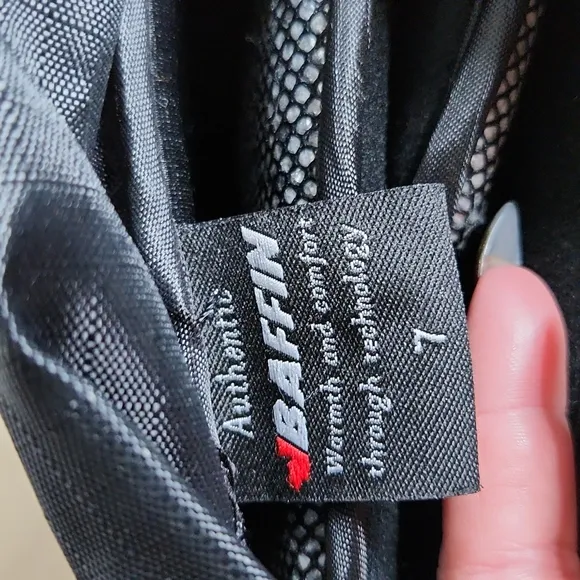 Authentic
BAFFIN
Warmth and comfort
through technology
7